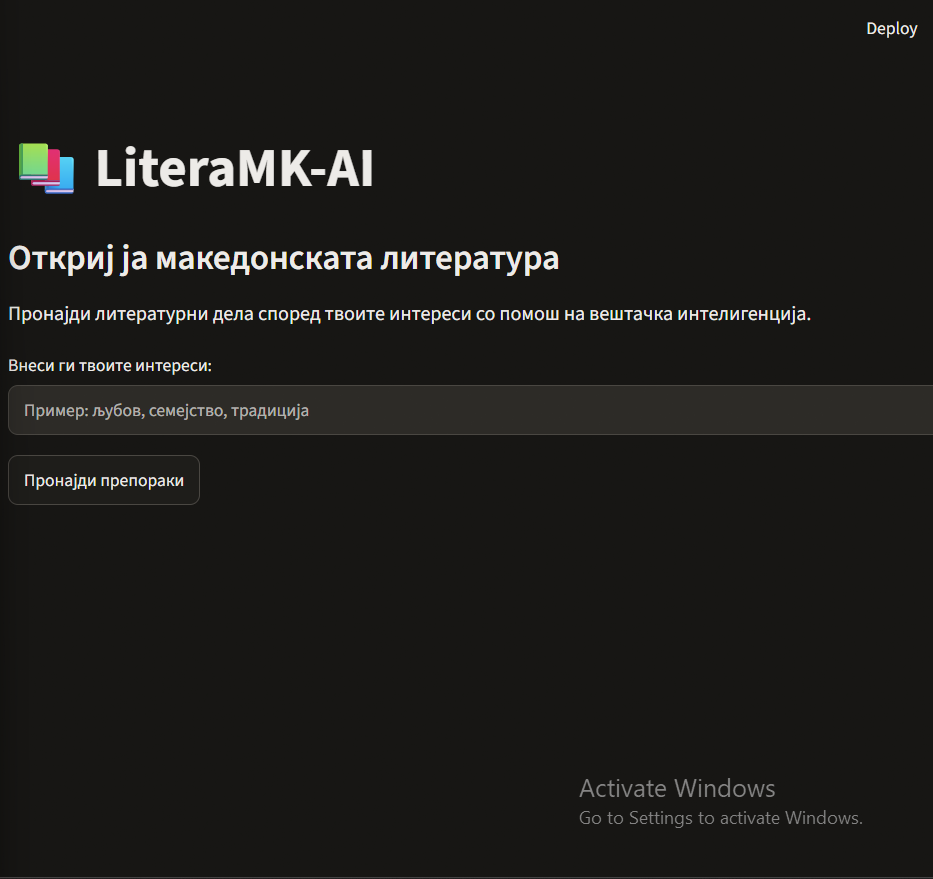 Deploy
LiteraMK-AI
Откриј ја македонската литература
Пронајди литературни дела според твоите интереси со помош на вештачка интелигенција.
Внеси ги твоите интереси:
Пример: љубов, семејство, традиција
Пронајди препораки
Activate Windows
Go to Settings to activate Windows.